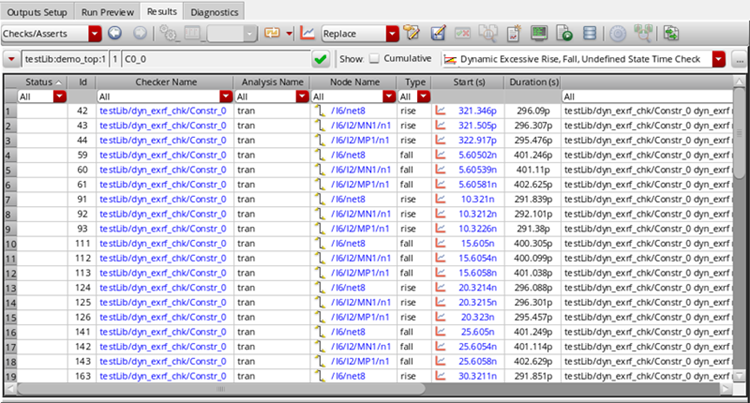 Outputs Setup Run Preview Results Diagnostics
Checks/Asserts Replace
testLib:demo_top:1 1 C0_0 Show Cumulative Dynamic Excessive Rise, Fall, Undefined State Time Check ...
Status Id Checker Name Analysis Name Node Name Type Start (s) Duration (s)
All All All All All All
1 42 testLib/dyn_exrf_chk/Constr_0 tran /I6/net8 rise 321.346p 296.09p testLib/dyn_exrf_chk/Constr_0 dyn_exrf
2 43 testLib/dyn_exrf_chk/Constr_0 tran /I6/I2/MN1/n1 rise 321.505p 296.307p testLib/dyn_exrf_chk/Constr_0 dyn_exrf
3 44 testLib/dyn_exrf_chk/Constr_0 tran /I6/I2/MP1/n1 rise 322.917p 295.476p testLib/dyn_exrf_chk/Constr_0 dyn_exrf
4 59 testLib/dyn_exrf_chk/Constr_0 tran /I6/net8 fall 5.60502n 401.246p testLib/dyn_exrf_chk/Constr_0 dyn_exrf
5 60 testLib/dyn_exrf_chk/Constr_0 tran /I6/I2/MN1/n1 fall 5.60539n 401.11p testLib/dyn_exrf_chk/Constr_0 dyn_exrf
6 61 testLib/dyn_exrf_chk/Constr_0 tran /I6/I2/MP1/n1 fall 5.60581n 402.625p testLib/dyn_exrf_chk/Constr_0 dyn_exrf
7 91 testLib/dyn_exrf_chk/Constr_0 tran /I6/net8 rise 10.321n 291.839p testLib/dyn_exrf_chk/Constr_0 dyn_exrf
8 92 testLib/dyn_exrf_chk/Constr_0 tran /I6/I2/MN1/n1 rise 10.3212n 292.101p testLib/dyn_exrf_chk/Constr_0 dyn_exrf
9 93 testLib/dyn_exrf_chk/Constr_0 tran /I6/I2/MP1/n1 rise 10.3226n 291.38p testLib/dyn_exrf_chk/Constr_0 dyn_exrf
10 111 testLib/dyn_exrf_chk/Constr_0 tran /I6/net8 fall 15.605n 400.305p testLib/dyn_exrf_chk/Constr_0 dyn_exrf
11 112 testLib/dyn_exrf_chk/Constr_0 tran /I6/I2/MN1/n1 fall 15.6054n 400.099p testLib/dyn_exrf_chk/Constr_0 dyn_exrf
12 113 testLib/dyn_exrf_chk/Constr_0 tran /I6/I2/MP1/n1 fall 15.6058n 401.038p testLib/dyn_exrf_chk/Constr_0 dyn_exrf
13 124 testLib/dyn_exrf_chk/Constr_0 tran /I6/net8 rise 20.3214n 296.088p testLib/dyn_exrf_chk/Constr_0 dyn_exrf
14 125 testLib/dyn_exrf_chk/Constr_0 tran /I6/I2/MN1/n1 rise 20.3215n 296.301p testLib/dyn_exrf_chk/Constr_0 dyn_exrf
15 126 testLib/dyn_exrf_chk/Constr_0 tran /I6/I2/MP1/n1 rise 20.323n 295.457p testLib/dyn_exrf_chk/Constr_0 dyn_exrf
16 141 testLib/dyn_exrf_chk/Constr_0 tran /I6/net8 fall 25.605n 401.249p testLib/dyn_exrf_chk/Constr_0 dyn_exrf
17 142 testLib/dyn_exrf_chk/Constr_0 tran /I6/I2/MN1/n1 fall 25.6054n 401.114p testLib/dyn_exrf_chk/Constr_0 dyn_exrf
18 143 testLib/dyn_exrf_chk/Constr_0 tran /I6/I2/MP1/n1 fall 25.6058n 402.629p testLib/dyn_exrf_chk/Constr_0 dyn_exrf
19 163 testLib/dyn_exrf_chk/Constr_0 tran /I6/net8 rise 30.3211n 291.851p testLib/dyn_exrf_chk/Constr_0 dyn_exrf